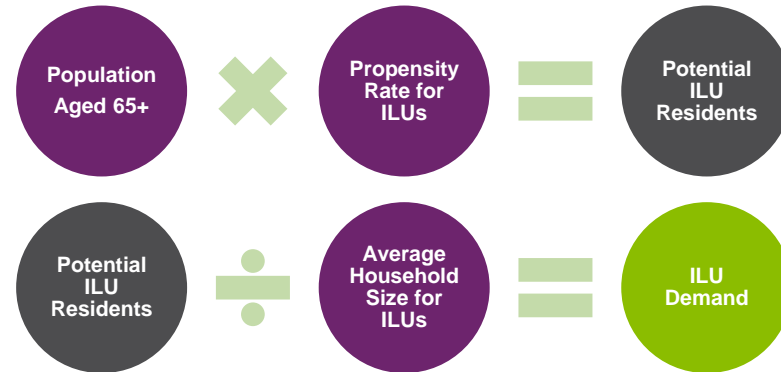 Population
Aged 65+
Propensity
Rate for
ILUs
Potential
ILU
Residents
Potential
ILU
Residents
Average
Household
Size for
ILUs
ILU
Demand